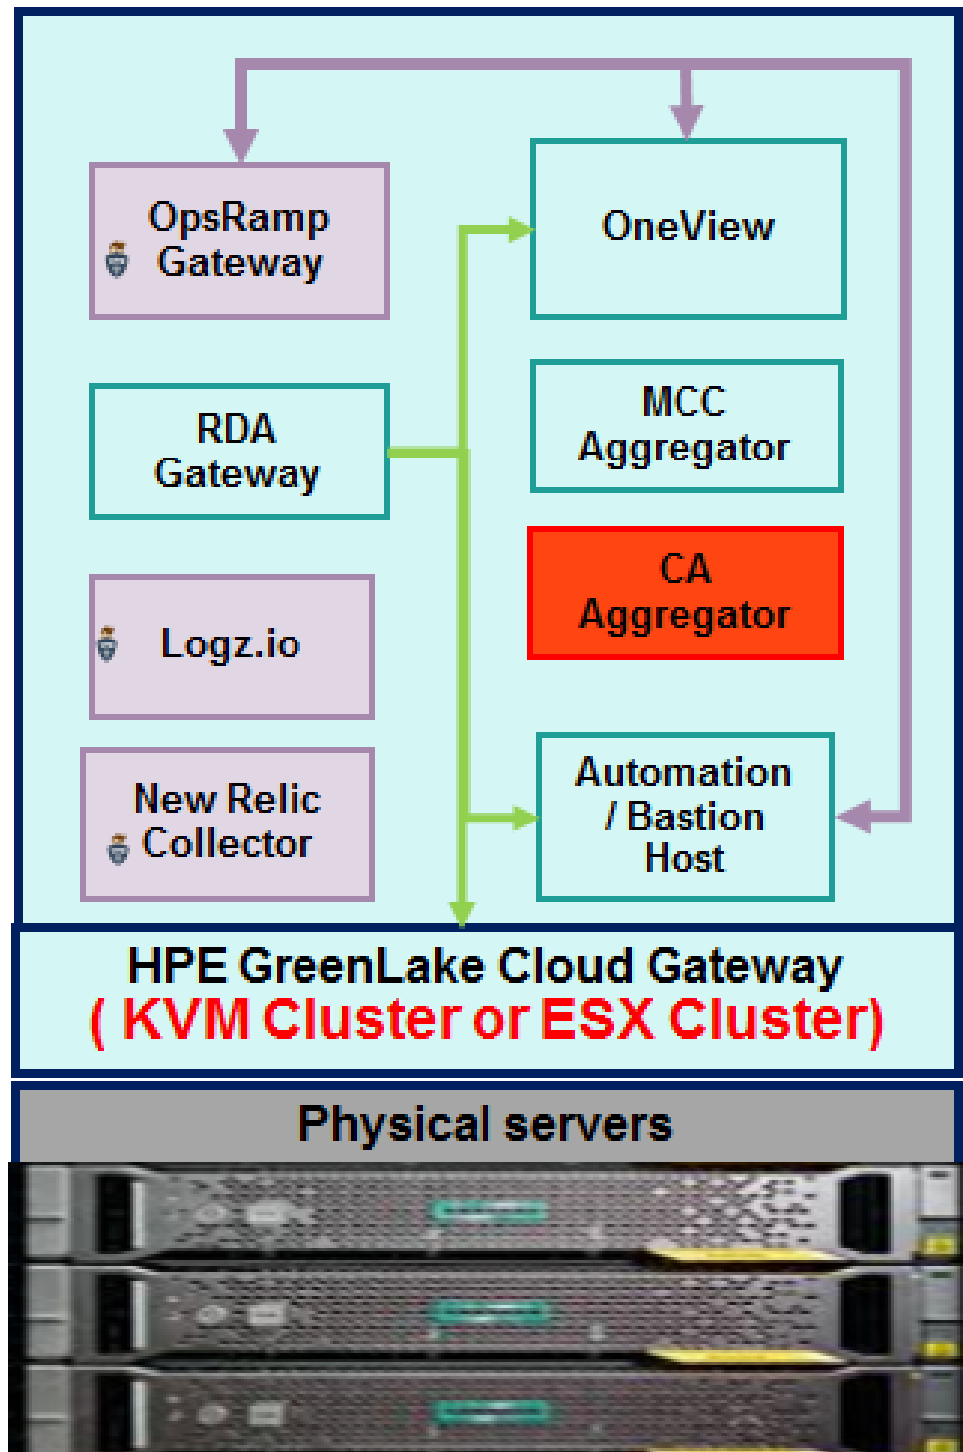 OpsRamp
Gateway
OneView
RDA
Gateway
MCC
Aggregator
CA
Aggregator
Logz.io
New Relic
Collector
Automation
/ Bastion
Host
HPE GreenLake Cloud Gateway
( KVM Cluster or ESX Cluster)
Physical servers